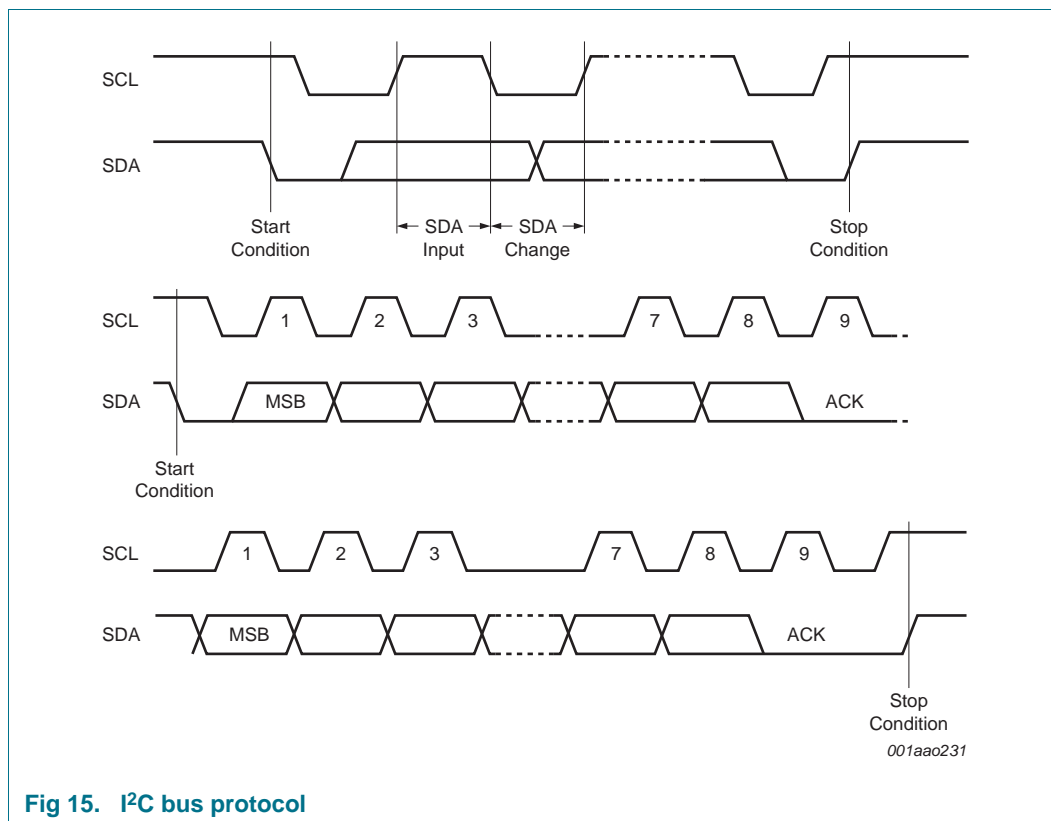 SCL
SDA
Start
Condition
SDA
Input
SDA
Change
Stop
Condition
SCL
1 2 3 7 8 9
SDA
MSB
ACK
Start
Condition
SCL
1 2 3 7 8 9
SDA
MSB
ACK
Stop
Condition
001aao231
Fig 15. I²C bus protocol